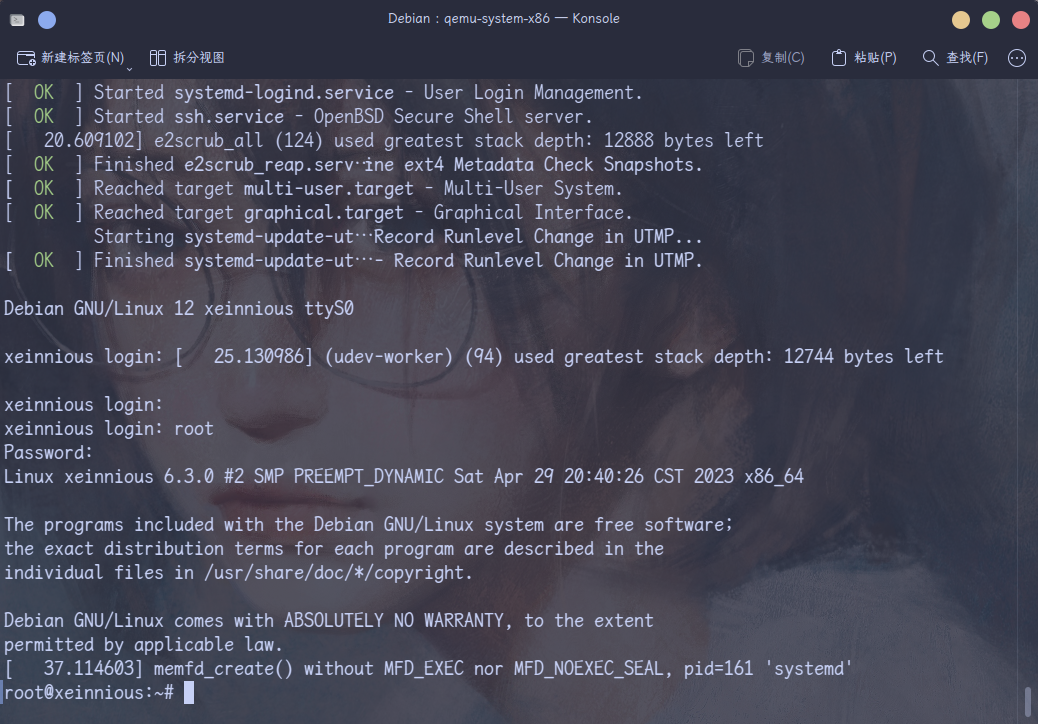 Debian : qemu-system-x86 — Konsole
新建标签页(N) 拆分视图 复制(C) 粘贴(P) 查找(F)
[  OK  ] Started systemd-logind.service - User Login Management.
[  OK  ] Started ssh.service - OpenBSD Secure Shell server.
[   20.609102] e2scrub_all (124) used greatest stack depth: 12888 bytes left
[  OK  ] Finished e2scrub_reap.serv…ine ext4 Metadata Check Snapshots.
[  OK  ] Reached target multi-user.target - Multi-User System.
[  OK  ] Reached target graphical.target - Graphical Interface.
         Starting systemd-update-ut…Record Runlevel Change in UTMP...
[  OK  ] Finished systemd-update-ut…- Record Runlevel Change in UTMP.
Debian GNU/Linux 12 xeinnious ttyS0
xeinnious login: [   25.130986] (udev-worker) (94) used greatest stack depth: 12744 bytes left
xeinnious login:
xeinnious login: root
Password:
Linux xeinnious 6.3.0 #2 SMP PREEMPT_DYNAMIC Sat Apr 29 20:40:26 CST 2023 x86_64
The programs included with the Debian GNU/Linux system are free software;
the exact distribution terms for each program are described in the
individual files in /usr/share/doc/*/copyright.
Debian GNU/Linux comes with ABSOLUTELY NO WARRANTY, to the extent
permitted by applicable law.
[   37.114603] memfd_create() without MFD_EXEC nor MFD_NOEXEC_SEAL, pid=161 'systemd'
root@xeinnious:~#